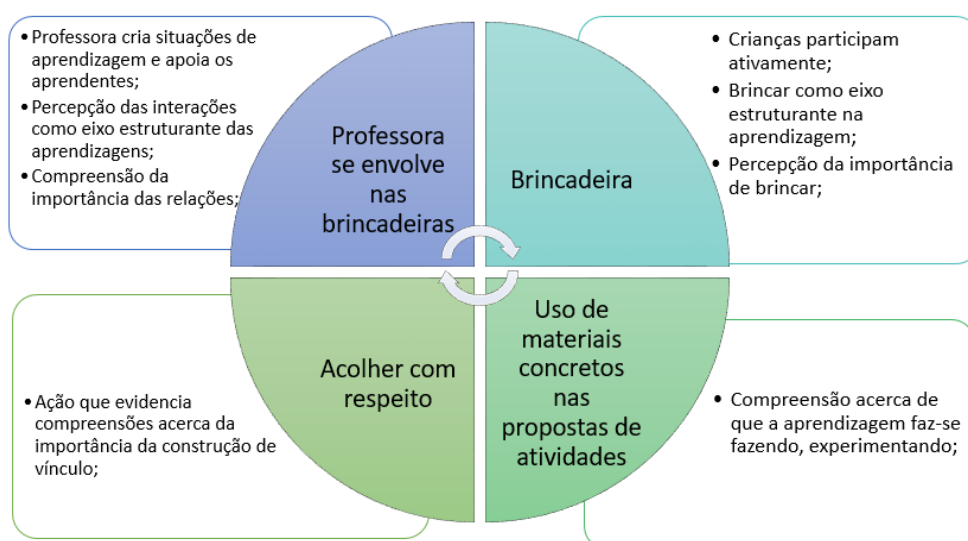 •Professora cria situações de
aprendizagem e apoia os
aprendentes;
•Percepção das interações
como eixo estruturante das
aprendizagens;
•Compreensão da
importância das relações;
Professora
se envolve
nas
brincadeiras
Brincadeira
• Crianças participam
ativamente;
• Brincar como eixo
estruturante na
aprendizagem;
• Percepção da importância
de brincar;
•Ação que evidencia
compreensões acerca da
importância da construção de
vínculo;
Acolher com
respeito
Uso de
materiais
concretos
nas
propostas de
atividades
• Compreensão acerca de
que a aprendizagem faz-se
fazendo, experimentando;